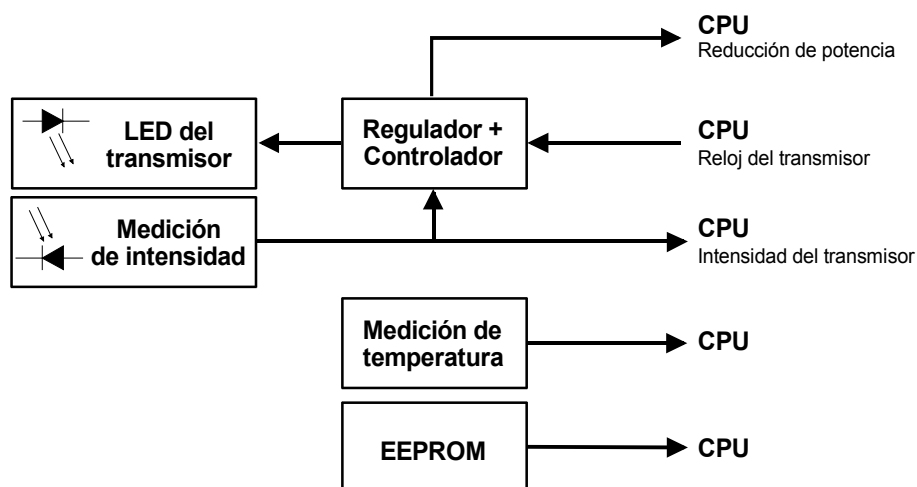 CPU
Reducción de potencia
LED del
transmisor
Regulador +
Controlador
CPU
Reloj del transmisor
Medición
de intensidad
CPU
Intensidad del transmisor
Medición de
temperatura
CPU
EEPROM
CPU